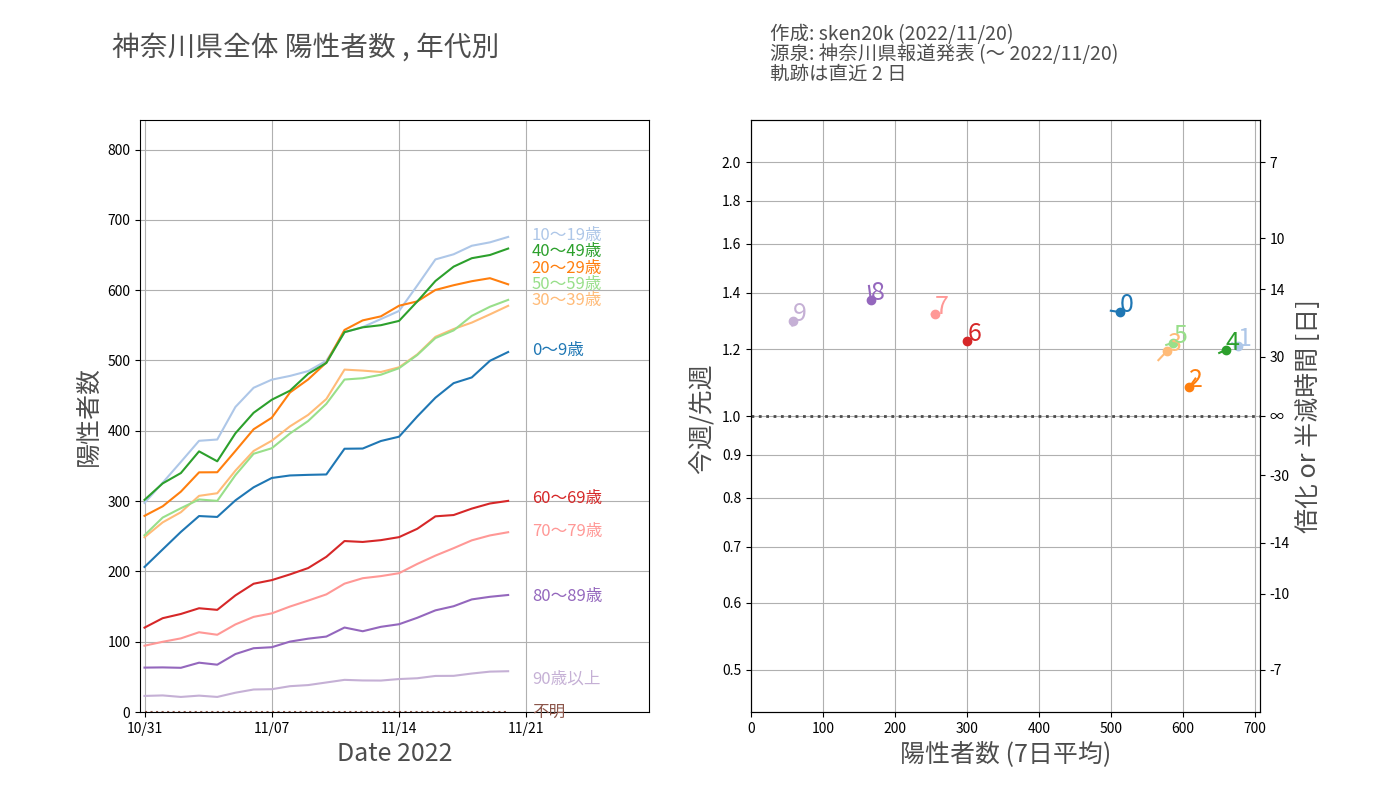 神奈川県全体 陽性者数 , 年代別
作成: sken20k (2022/11/20)
源泉: 神奈川県報道発表 (〜 2022/11/20)
軌跡は直近 2 日
陽性者数
800
700
600
500
400
300
200
100
0
10/31
11/07
11/14
11/21
Date 2022
10〜19歳
40〜49歳
20〜29歳
50〜59歳
30〜39歳
0〜9歳
60〜69歳
70〜79歳
80〜89歳
90歳以上
不明
今週/先週
2.0
1.8
1.6
1.4
1.2
1.0
0.9
0.8
0.7
0.6
0.5
9
8
7
6
0
5
3
4
1
2
0
100
200
300
400
500
600
700
陽性者数 (7日平均)
7
10
14
30
∞
-30
-14
-10
-7
倍化 or 半減時間 [日]